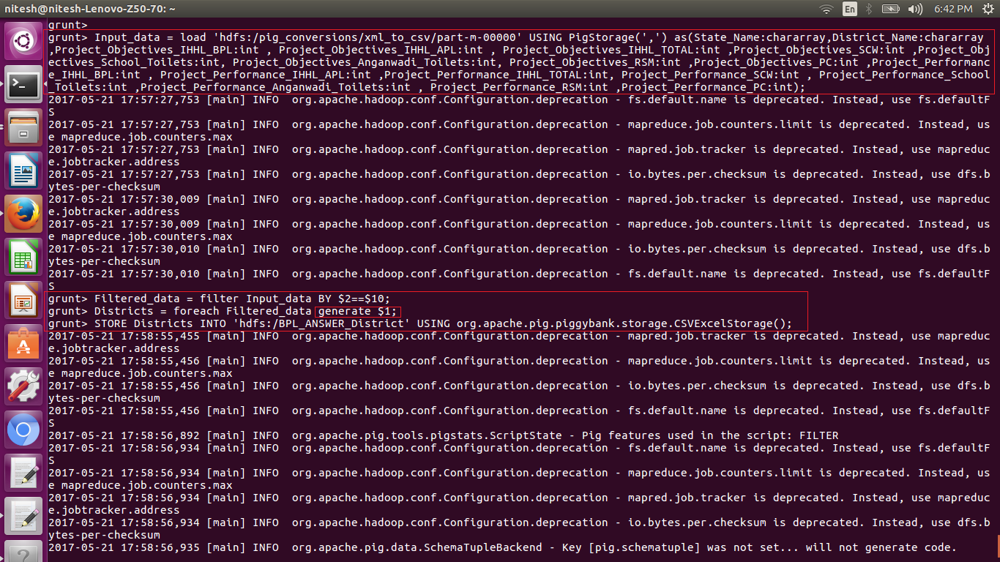 nitesh@nitesh-Lenovo-Z50-70: ~
En
6:42 PM
grunt>
grunt> Input_data = load 'hdfs:/pig_conversions/xml_to_csv/part-m-00000' USING PigStorage(',') as(State_Name:chararray,District_Name:chararray
,Project_Objectives_IHHL_BPL:int , Project_Objectives_IHHL_APL:int , Project_Objectives_IHHL_TOTAL:int ,Project_Objectives_SCW:int ,Project_Obj
ectives_School_Toilets:int, Project_Objectives_Anganwadi_Toilets:int, Project_Objectives_RSM:int ,Project_Objectives_PC:int ,Project_Performanc
e_IHHL_BPL:int , Project_Performance_IHHL_APL:int ,Project_Performance_IHHL_TOTAL:int, Project_Performance_SCW:int , Project_Performance_School
_Toilets:int ,Project_Performance_Anganwadi_Toilets:int , Project_Performance_RSM:int ,Project_Performance_PC:int);
2017-05-21 17:57:27,753 [main] INFO  org.apache.hadoop.conf.Configuration.deprecation - fs.default.name is deprecated. Instead, use fs.defaultF
S
2017-05-21 17:57:27,753 [main] INFO  org.apache.hadoop.conf.Configuration.deprecation - mapreduce.job.counters.limit is deprecated. Instead, us
e mapreduce.job.counters.max
2017-05-21 17:57:27,753 [main] INFO  org.apache.hadoop.conf.Configuration.deprecation - mapred.job.tracker is deprecated. Instead, use mapreduc
e.jobtracker.address
2017-05-21 17:57:27,753 [main] INFO  org.apache.hadoop.conf.Configuration.deprecation - io.bytes.per.checksum is deprecated. Instead, use dfs.b
ytes-per-checksum
2017-05-21 17:57:30,009 [main] INFO  org.apache.hadoop.conf.Configuration.deprecation - mapred.job.tracker is deprecated. Instead, use mapreduc
e.jobtracker.address
2017-05-21 17:57:30,009 [main] INFO  org.apache.hadoop.conf.Configuration.deprecation - mapreduce.job.counters.limit is deprecated. Instead, us
e mapreduce.job.counters.max
2017-05-21 17:57:30,010 [main] INFO  org.apache.hadoop.conf.Configuration.deprecation - io.bytes.per.checksum is deprecated. Instead, use dfs.b
ytes-per-checksum
2017-05-21 17:57:30,010 [main] INFO  org.apache.hadoop.conf.Configuration.deprecation - fs.default.name is deprecated. Instead, use fs.defaultF
S
grunt> Filtered_data = filter Input_data BY $2==$10;
grunt> Districts = foreach Filtered_data generate $1;
grunt> STORE Districts INTO 'hdfs:/BPL_ANSWER_District' USING org.apache.pig.piggybank.storage.CSVExcelStorage();
2017-05-21 17:58:55,455 [main] INFO  org.apache.hadoop.conf.Configuration.deprecation - mapred.job.tracker is deprecated. Instead, use mapreduc
e.jobtracker.address
2017-05-21 17:58:55,456 [main] INFO  org.apache.hadoop.conf.Configuration.deprecation - mapreduce.job.counters.limit is deprecated. Instead, us
e mapreduce.job.counters.max
2017-05-21 17:58:55,456 [main] INFO  org.apache.hadoop.conf.Configuration.deprecation - io.bytes.per.checksum is deprecated. Instead, use dfs.b
ytes-per-checksum
2017-05-21 17:58:55,456 [main] INFO  org.apache.hadoop.conf.Configuration.deprecation - fs.default.name is deprecated. Instead, use fs.defaultF
S
2017-05-21 17:58:56,892 [main] INFO  org.apache.pig.tools.pigstats.ScriptState - Pig features used in the script: FILTER
2017-05-21 17:58:56,934 [main] INFO  org.apache.hadoop.conf.Configuration.deprecation - fs.default.name is deprecated. Instead, use fs.defaultF
S
2017-05-21 17:58:56,934 [main] INFO  org.apache.hadoop.conf.Configuration.deprecation - mapreduce.job.counters.limit is deprecated. Instead, us
e mapreduce.job.counters.max
2017-05-21 17:58:56,934 [main] INFO  org.apache.hadoop.conf.Configuration.deprecation - mapred.job.tracker is deprecated. Instead, use mapreduc
e.jobtracker.address
2017-05-21 17:58:56,934 [main] INFO  org.apache.hadoop.conf.Configuration.deprecation - io.bytes.per.checksum is deprecated. Instead, use dfs.b
ytes-per-checksum
2017-05-21 17:58:56,935 [main] INFO  org.apache.pig.data.SchemaTupleBackend - Key [pig.schematuple] was not set... will not generate code.